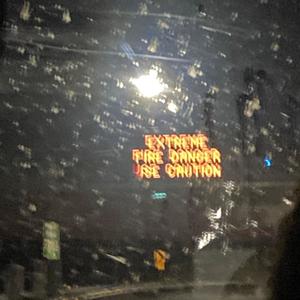 EXTREME
FIRE DANGER
USE CAUTION